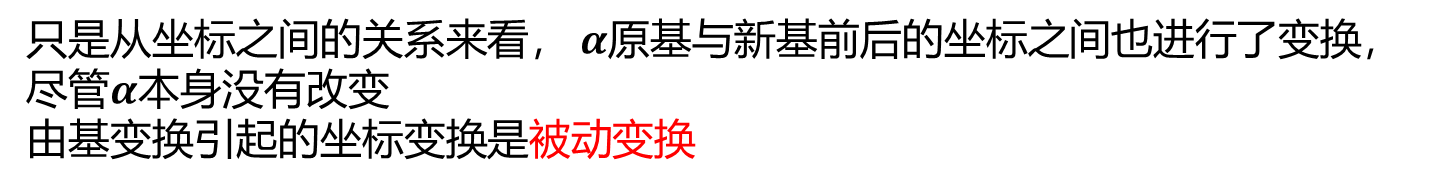 只是从坐标之间的关系来看， α原基与新基前后的坐标之间也进行了变换，
尽管α本身没有改变
由基变换引起的坐标变换是被动变换